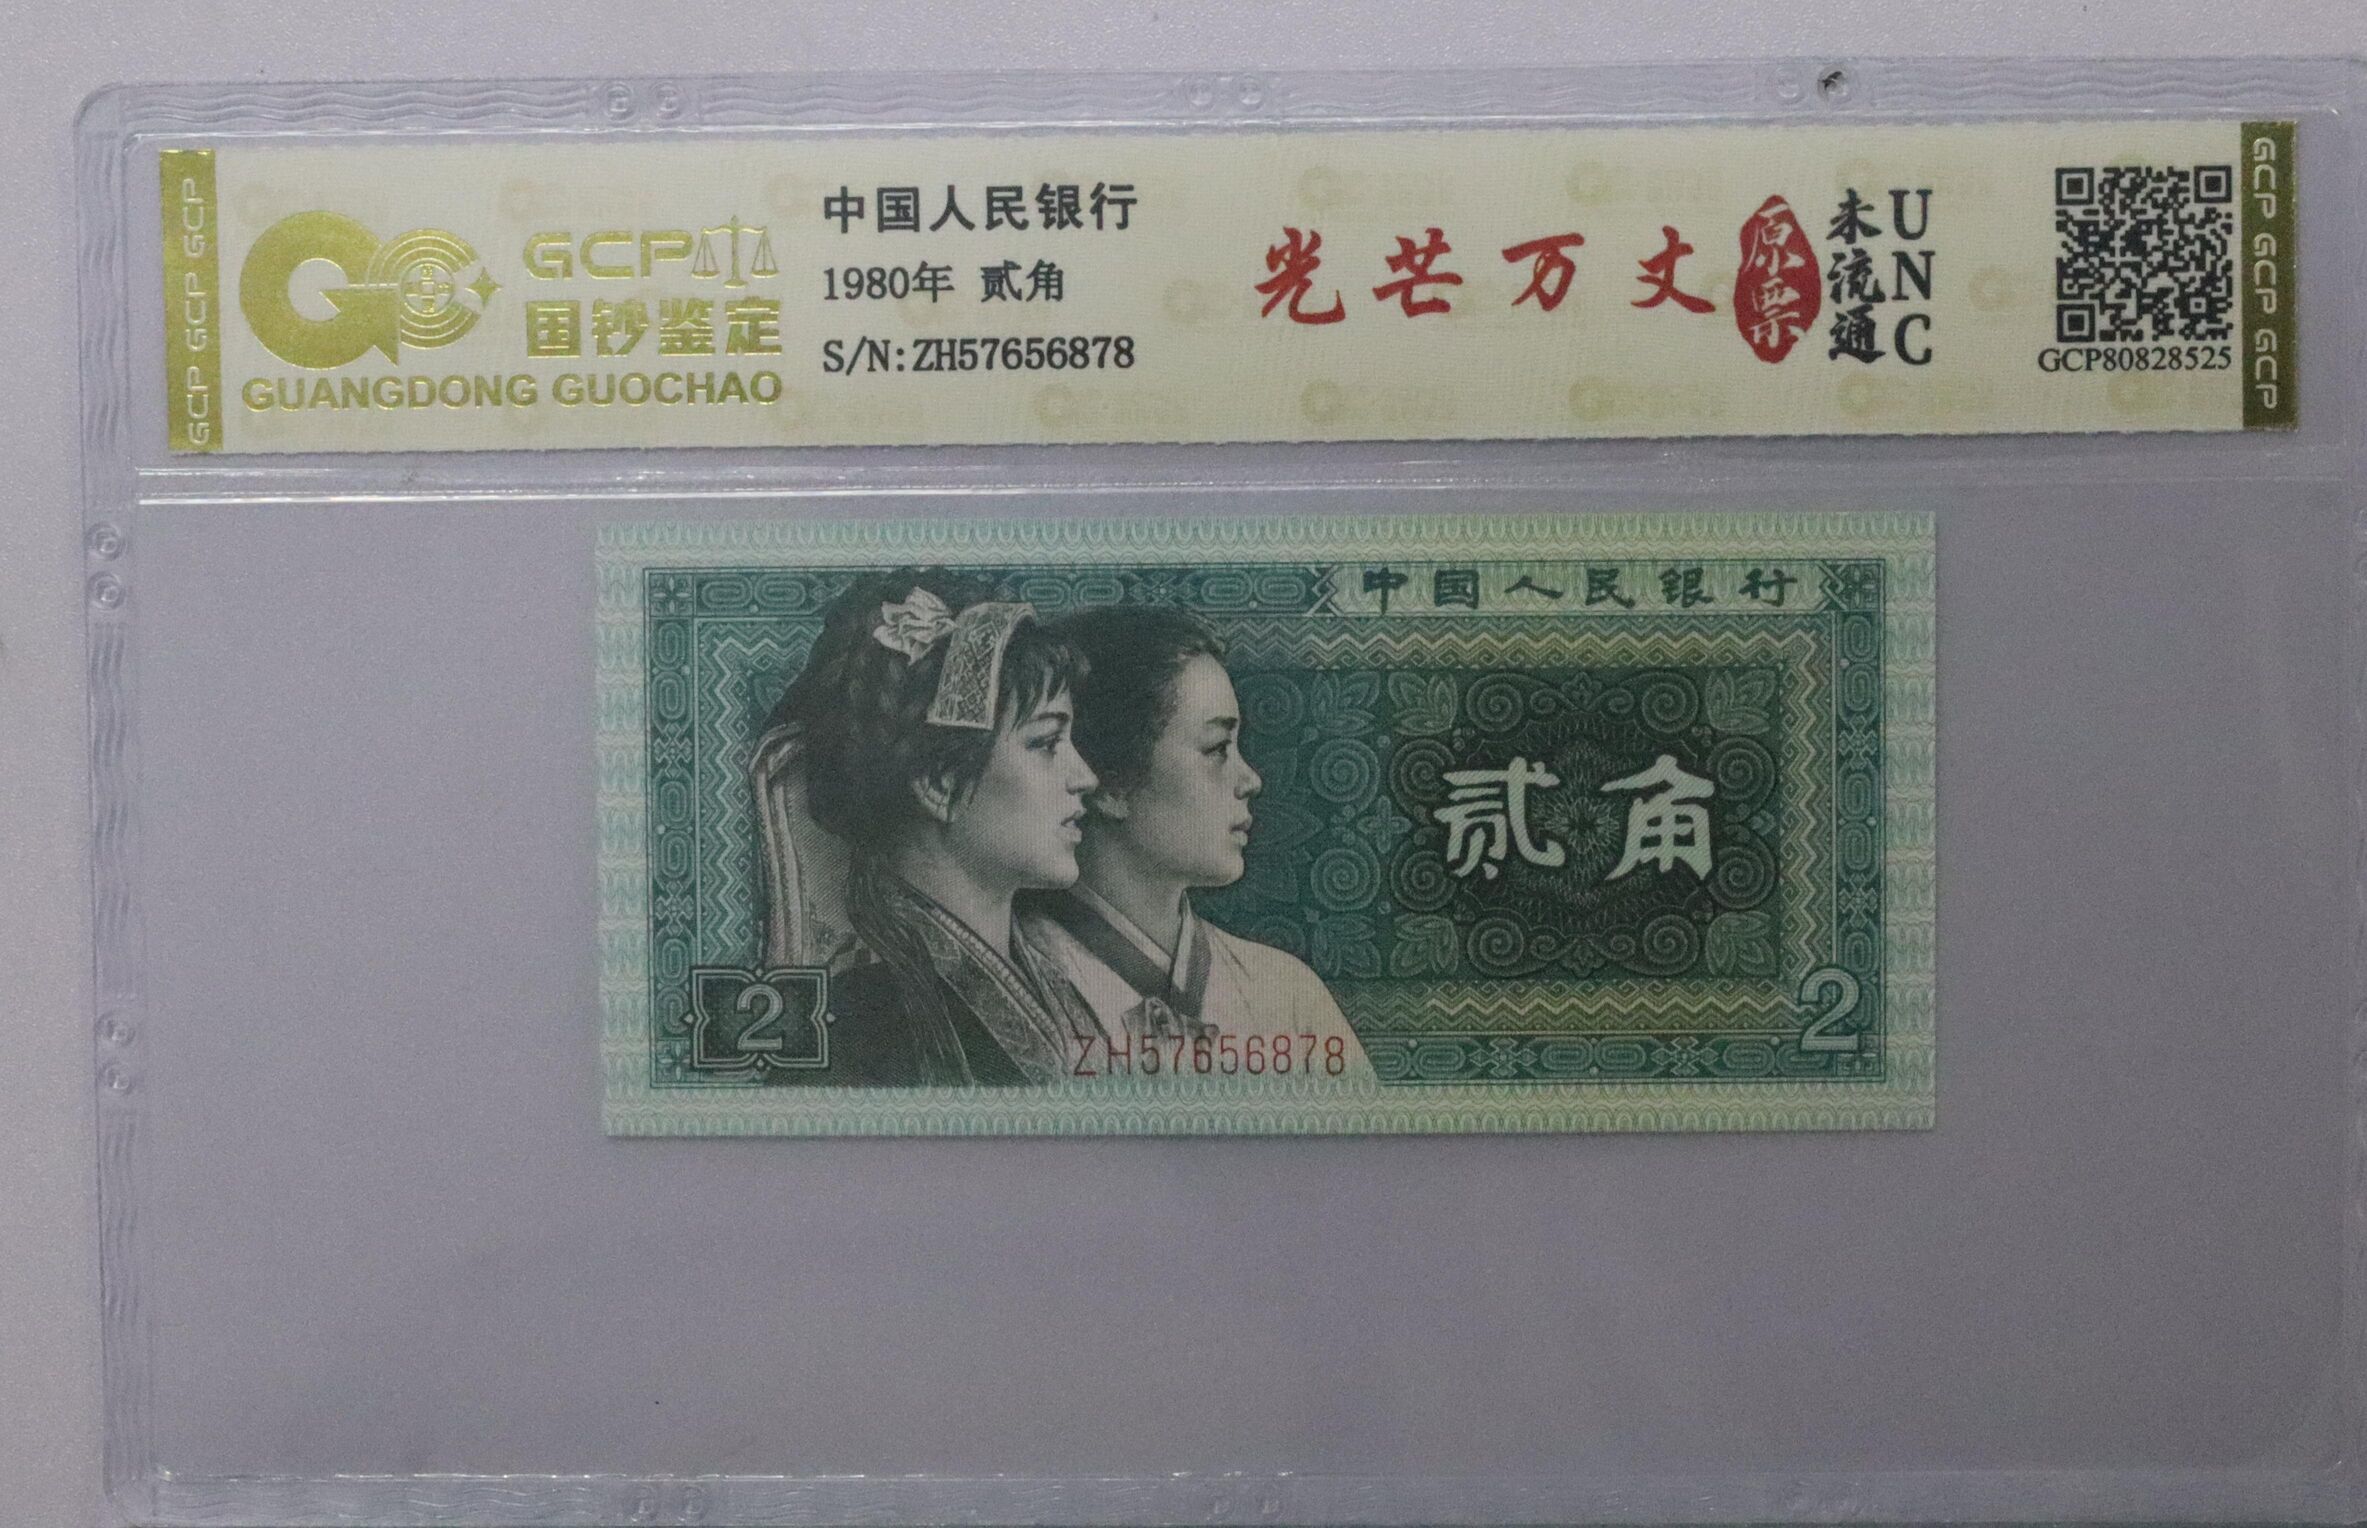 GCP GCP GCP
GCP
国钞鉴定
GUANGDONG GUOCHAO
中国人民银行
1980年 贰角
S/N:ZH57656878
光芒万丈
原票
未流通
UNC
GCP80828525
GCP GCP GCP
中国人民银行
贰角
2
2
ZH57656878